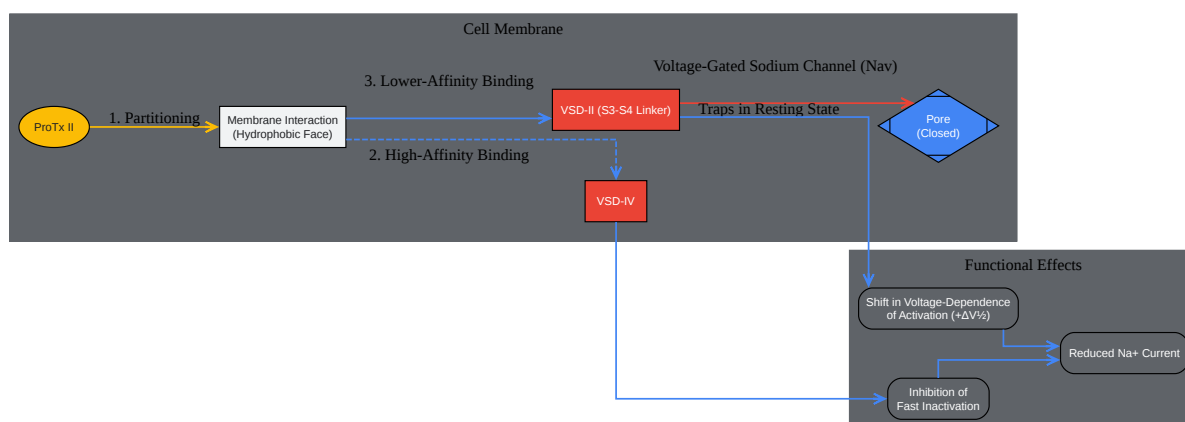 Cell Membrane
Voltage-Gated Sodium Channel (Nav)
3. Lower-Affinity Binding
ProTx II
1. Partitioning
Membrane Interaction
(Hydrophobic Face)
VSD-II (S3-S4 Linker)
Traps in Resting State
Pore
(Closed)
2. High-Affinity Binding
VSD-IV
Functional Effects
Shift in Voltage-Dependence
of Activation (+ΔV½)
Reduced Na+ Current
Inhibition of
Fast Inactivation